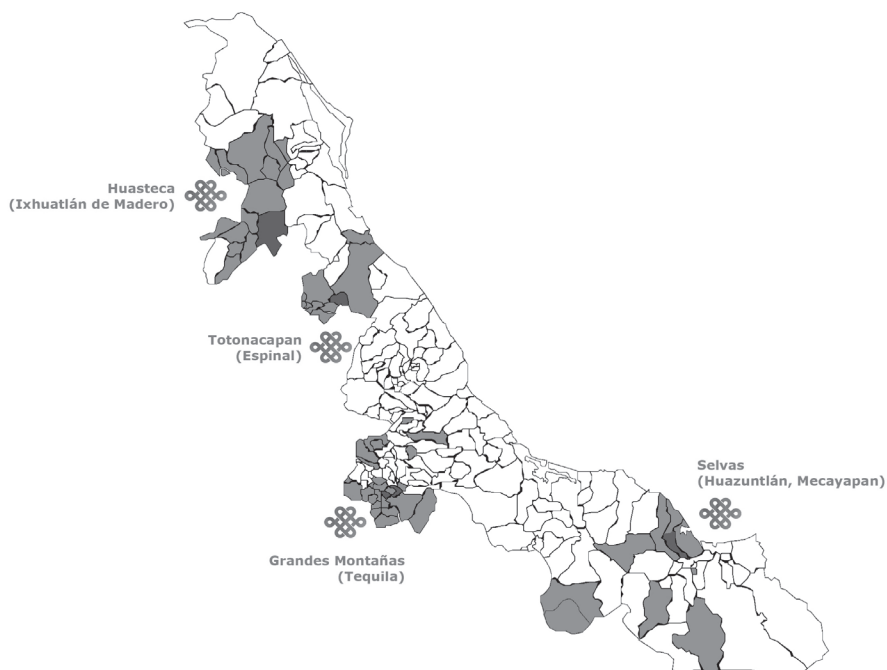 Huasteca
(Ixhuatlán de Madero)
Totonacapan
(Espinal)
Selvas
(Huazuntlán, Mecayapan)
Grandes Montañas
(Tequila)